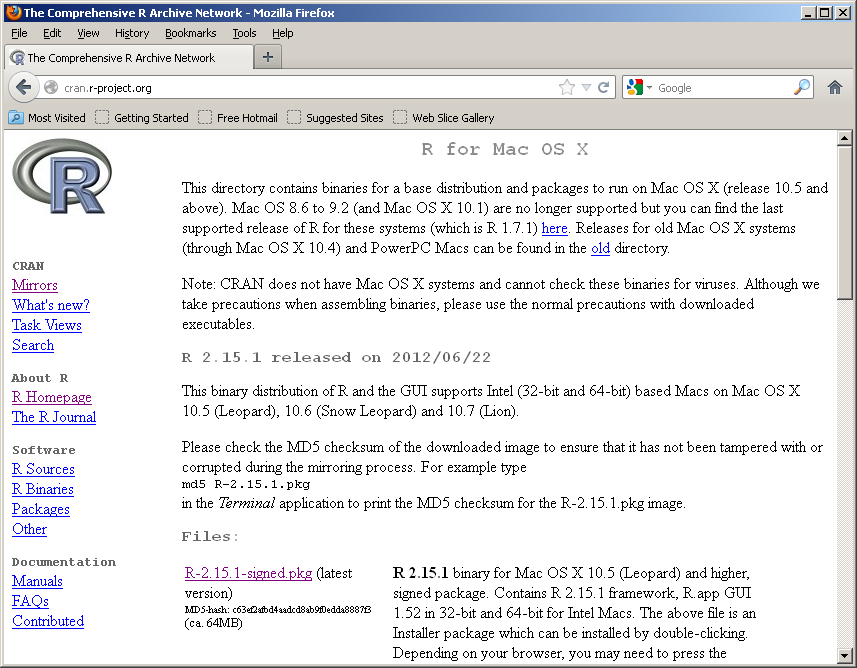 The Comprehensive R Archive Network - Mozilla Firefox
File Edit View History Bookmarks Tools Help
The Comprehensive R Archive Network
cran.r-project.org
Google
Most Visited Getting Started Free Hotmail Suggested Sites Web Slice Gallery
R
CRAN
Mirrors
What's new?
Task Views
Search
About R
R Homepage
The R Journal
Software
R Sources
R Binaries
Packages
Other
Documentation
Manuals
FAQs
Contributed
R for Mac OS X
This directory contains binaries for a base distribution and packages to run on Mac OS X (release 10.5 and
above). Mac OS 8.6 to 9.2 (and Mac OS X 10.1) are no longer supported but you can find the last
supported release of R for these systems (which is R 1.7.1) here. Releases for old Mac OS X systems
(through Mac OS X 10.4) and PowerPC Macs can be found in the old directory.
Note: CRAN does not have Mac OS X systems and cannot check these binaries for viruses. Although we
take precautions when assembling binaries, please use the normal precautions with downloaded
executables.
R 2.15.1 released on 2012/06/22
This binary distribution of R and the GUI supports Intel (32-bit and 64-bit) based Macs on Mac OS X
10.5 (Leopard), 10.6 (Snow Leopard) and 10.7 (Lion).
Please check the MD5 checksum of the downloaded image to ensure that it has not been tampered with or
corrupted during the mirroring process. For example type
md5 R-2.15.1.pkg
in the Terminal application to print the MD5 checksum for the R-2.15.1.pkg image.
Files:
R-2.15.1-signed.pkg (latest
version)
MD5-hash:
(ca. 64MB)
R 2.15.1 binary for Mac OS X 10.5 (Leopard) and higher,
signed package. Contains R 2.15.1 framework, R.app GUI
1.52 in 32-bit and 64-bit for Intel Macs. The above file is an
Installer package which can be installed by double-clicking.
Depending on your browser, you may need to press the